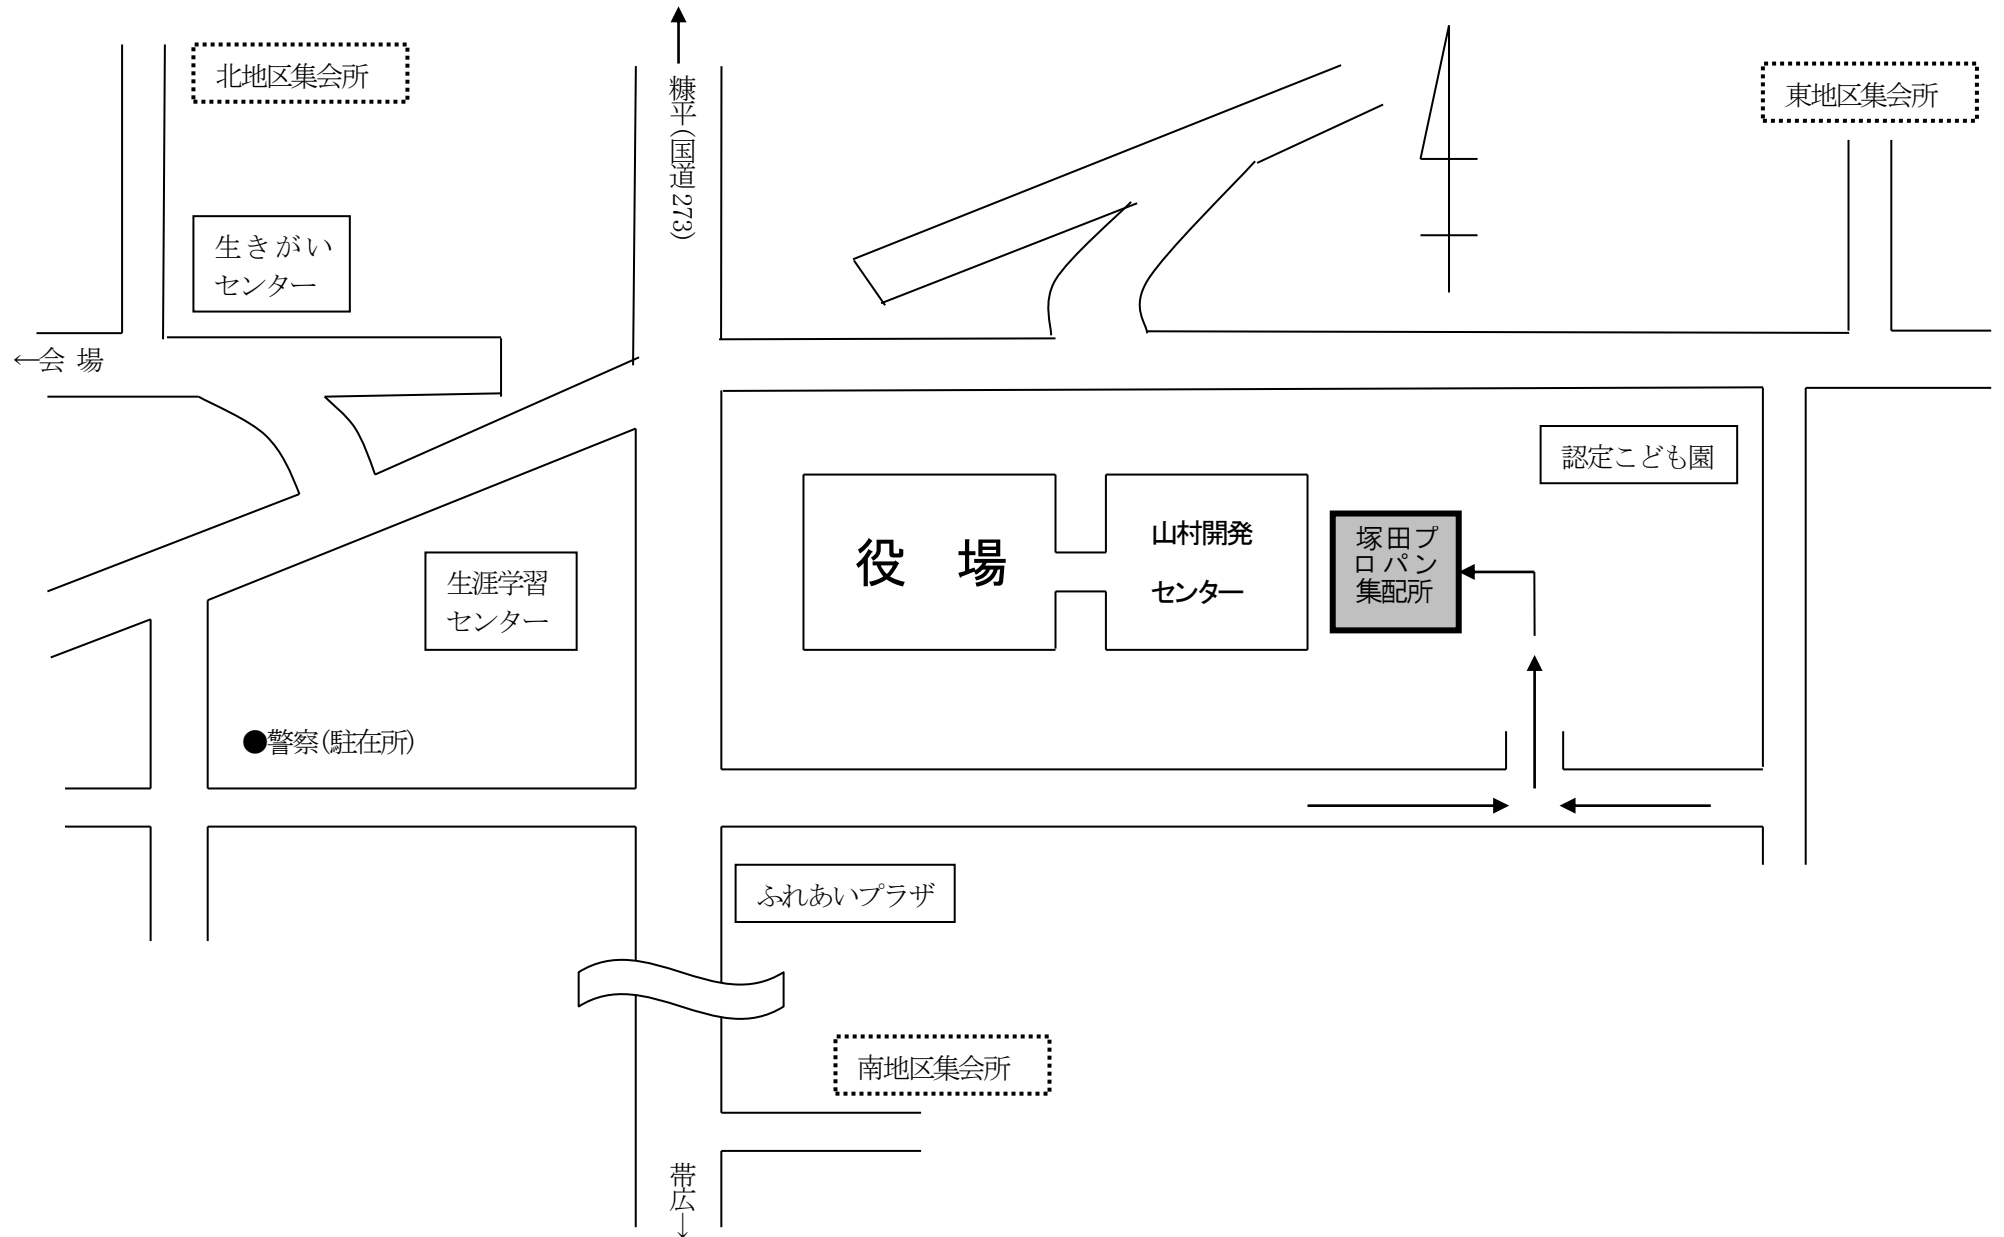 北地区集会所
糠平(国道273)
東地区集会所
生きがい
センター
←会 場
認定こども園
役 場
山村開発
センター
塚田プ
ロパン
集配所
生涯学習
センター
●警察(駐在所)
ふれあいプラザ
南地区集会所
帯広→